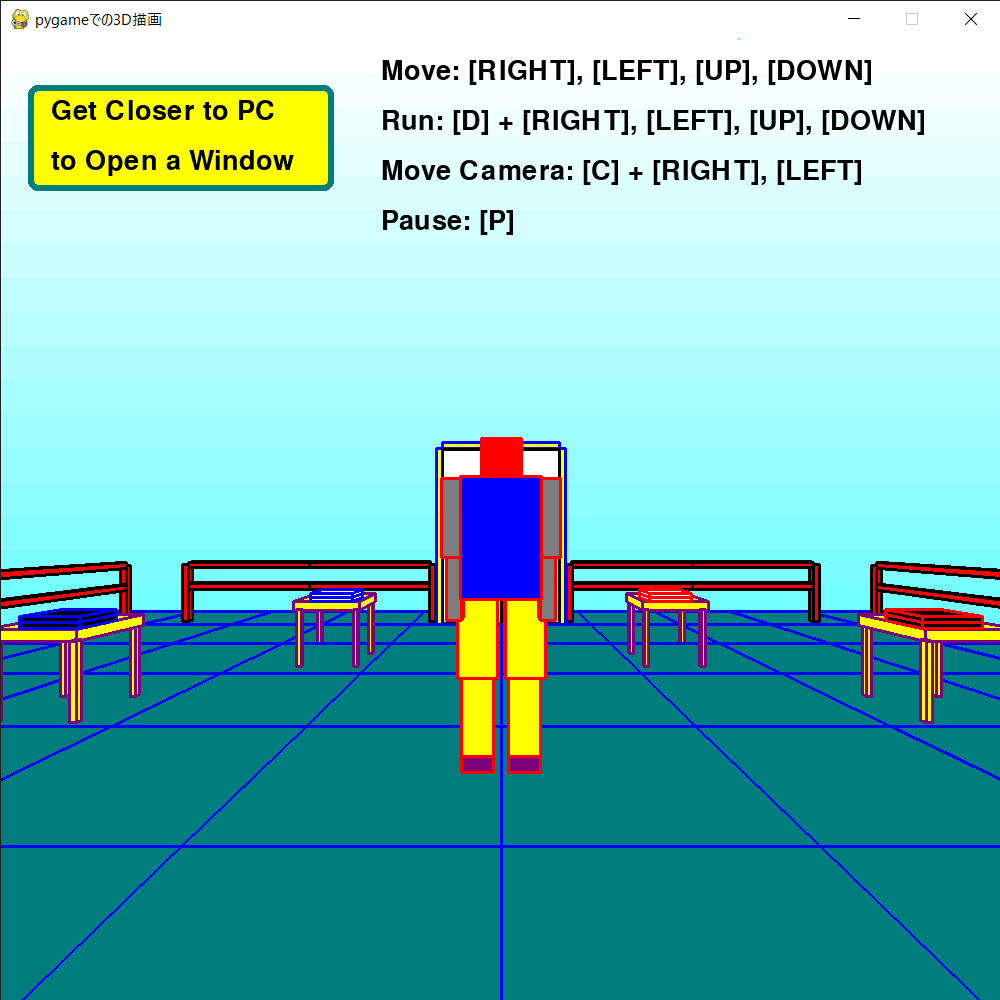 pygameでの3D描画
Get Closer to PC
to Open a Window
Move: [RIGHT], [LEFT], [UP], [DOWN]
Run: [D] + [RIGHT], [LEFT], [UP], [DOWN]
Move Camera: [C] + [RIGHT], [LEFT]
Pause: [P]